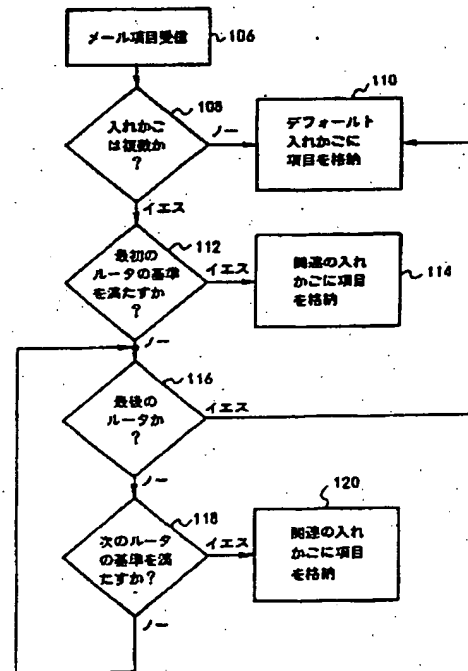 メール項目受信
106
108
入れかご
は複数か
?
ノー
110
デフォールト
入れかごに
項目を格納
イエス
112
最初の
ルータの基準
を満たすか?
イエス
関連の入れ
かごに項目
を格納
114
ノー
116
最後の
ルータか
?
イエス
ノー
118
次のルータ
の基準を満
たすか?
イエス
120
関連の入れ
かごに項目
を格納
ノー